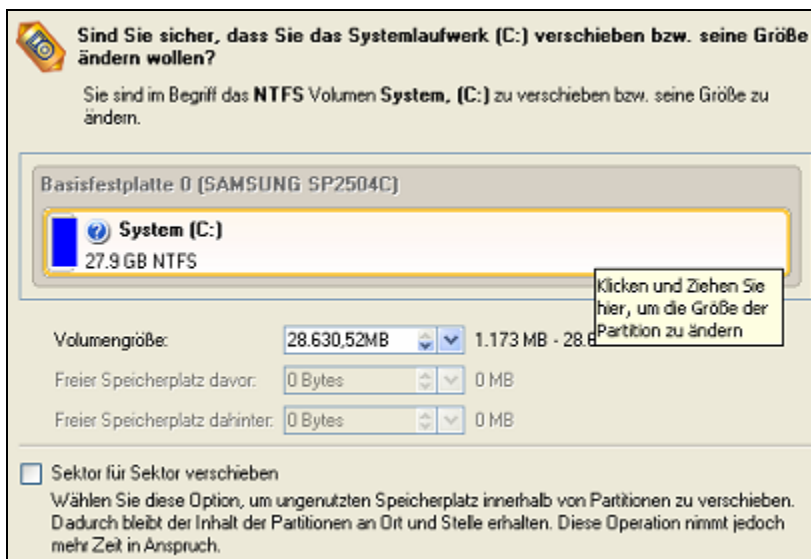 Sind Sie sicher, dass Sie das Systemlaufwerk (C:) verschieben bzw. seine Größe
ändern wollen?
Sie sind im Begriff das NTFS Volumen System, (C:) zu verschieben bzw. seine Größe zu
ändern.
Basisfestplatte 0 (SAMSUNG SP2504C)
System (C:)
27.9 GB NTFS
Klicken und Ziehen Sie
hier, um die Größe der
Partition zu ändern
Volumengröße: 28.630,52MB 1.173 MB - 28.6
Freier Speicherplatz davor: 0 Bytes 0 MB
Freier Speicherplatz dahinter: 0 Bytes 0 MB
Sektor für Sektor verschieben
Wählen Sie diese Option, um ungenutzten Speicherplatz innerhalb von Partitionen zu verschieben.
Dadurch bleibt der Inhalt der Partitionen an Ort und Stelle erhalten. Diese Operation nimmt jedoch
mehr Zeit in Anspruch.